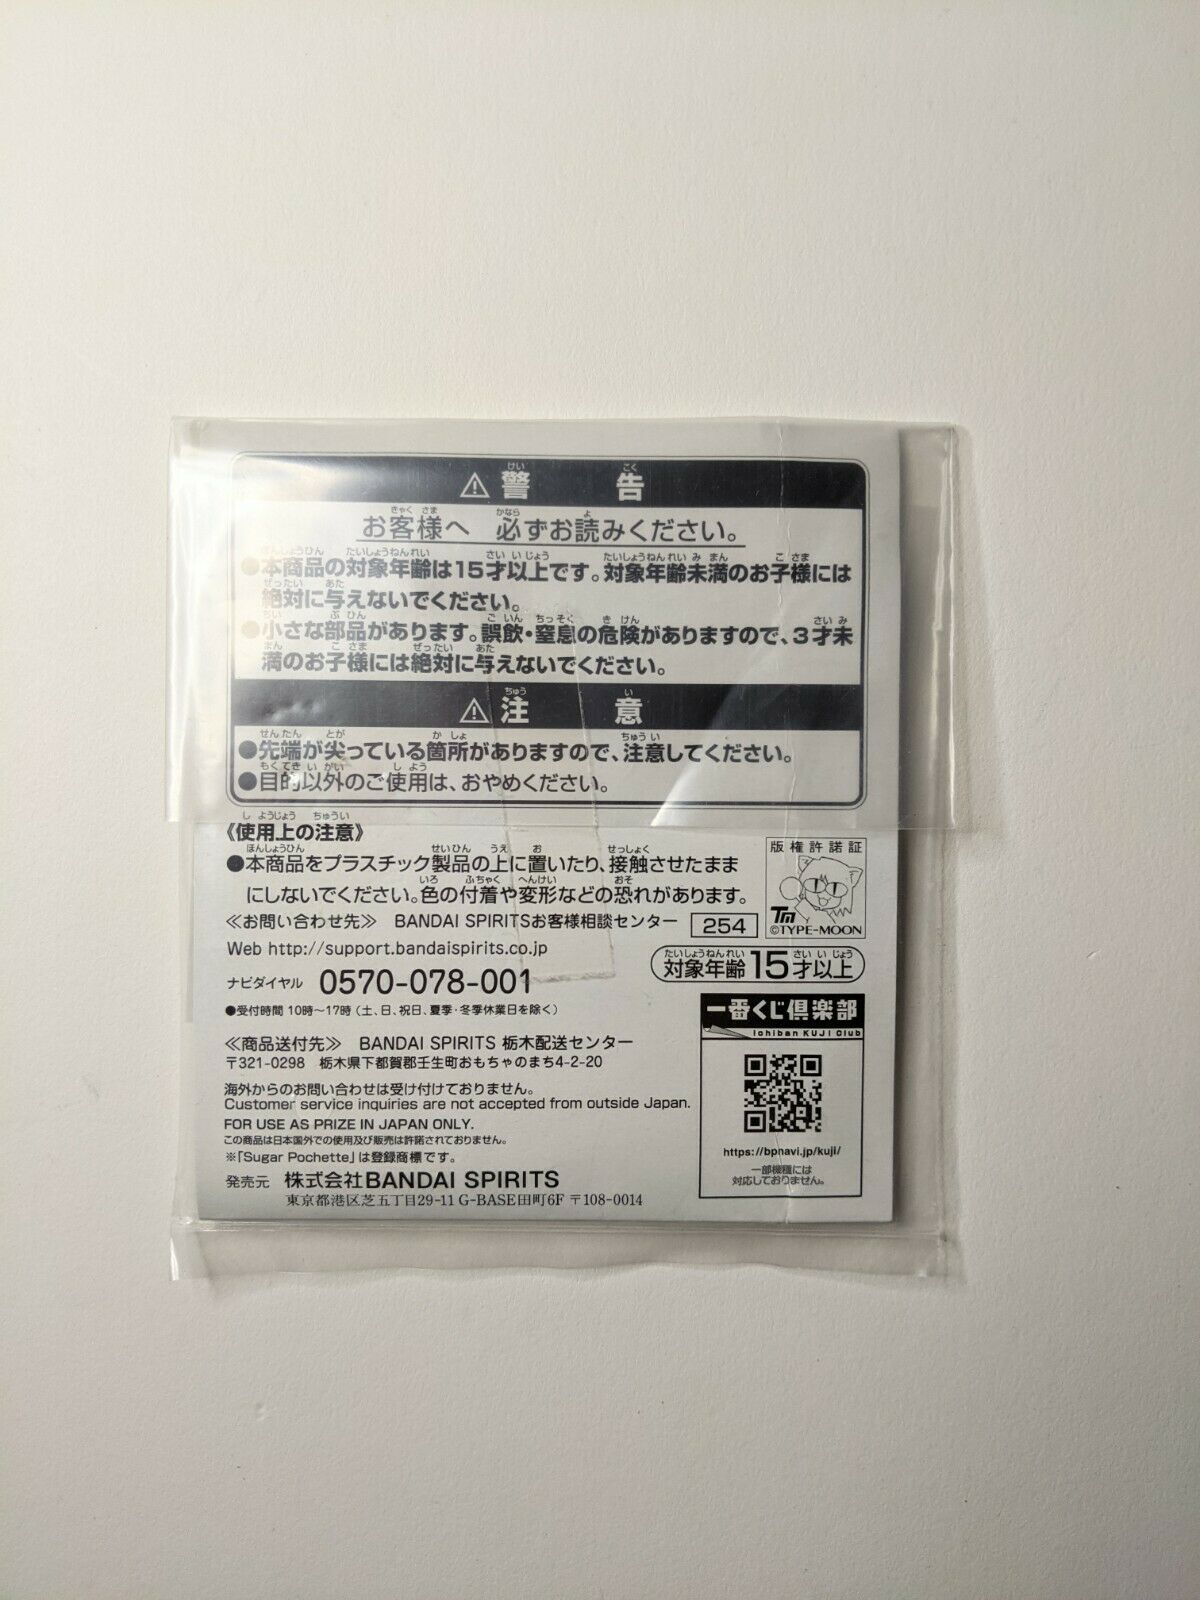 ⚠警告
お客様へ 必ずお読みください。
●本商品の対象年齢は15才以上です。対象年齢未満のお子様には
絶対に与えないでください。
●小さな部品があります。誤飲・窒息の危険がありますので、3才未
満のお子様には絶対に与えないでください。
⚠注意
●先端が尖っている箇所がありますので、注意してください。
●目的以外のご使用は、おやめください。
《使用上の注意》
●本商品をプラスチック製品の上に置いたり、接触させたまま
にしないでください。色の付着や変形などの恐れがあります。
≪お問い合わせ先≫ BANDAI SPIRITSお客様相談センター 254
Web http://support.bandaispirits.co.jp
ナビダイヤル 0570-078-001
●受付時間 10時〜17時（土、日、祝日、夏季・冬季休業日を除く）
≪商品送付先≫ BANDAI SPIRITS 栃木配送センター
〒321-0298 栃木県下都賀郡壬生町おもちゃのまち4-2-20
海外からのお問い合わせは受け付けておりません。
Customer service inquiries are not accepted from outside Japan.
FOR USE AS PRIZE IN JAPAN ONLY.
この商品は日本国外での使用及び販売は許諾されておりません。
※「Sugar Pochette」は登録商標です。
発売元 株式会社BANDAI SPIRITS
東京都港区芝五丁目29-11 G-BASE田町6F 〒108-0014
版権許諾証
TM
©TYPE-MOON
対象年齢15才以上
一番くじ倶楽部
Ichiban KUJI Club
https://bpnavi.jp/kuji/
一部機種には
対応しておりません。